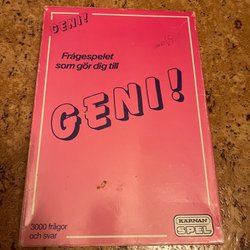 GENI!
Frågespelet
som gör dig till
GENI!
3000 frågor
och svar
KARNAN
SPEL